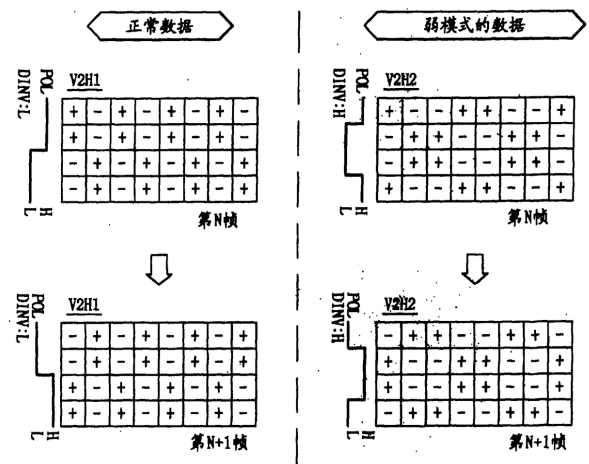 正常数据
POL
DINV:L
V2H1
+ - + - + - + -
+ - + - + - + -
- + - + - + - +
- + - + - + - +
H
L
第N帧
POL
DINV:L
V2H1
- + - + - + - +
- + - + - + - +
+ - + - + - + -
+ - + - + - + -
H
L
第N+1帧
弱模式的数据
POL
DINV:H
V2H2
+ - - + + - - +
- + + - - + + -
- + + - - + + -
+ - - + + - - +
H
L
第N帧
POL
DINV:H
V2H2
- + + - - + + -
+ - - + + - - +
+ - - + + - - +
- + + - - + + -
H
L
第N+1帧